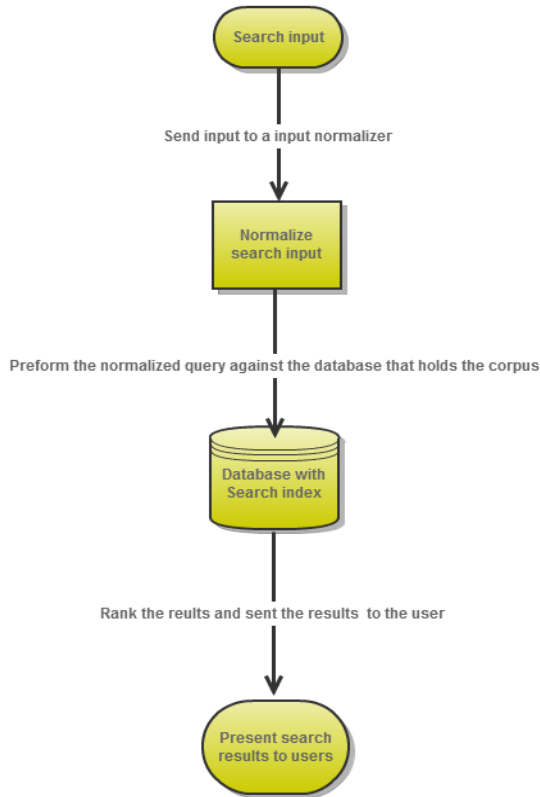 Search input
Send input to a input normalizer
Normalize
search input
Preform the normalized query against the database that holds the corpus
Database with
Search index
Rank the reults and sent the results  to the user
Present search
results to users